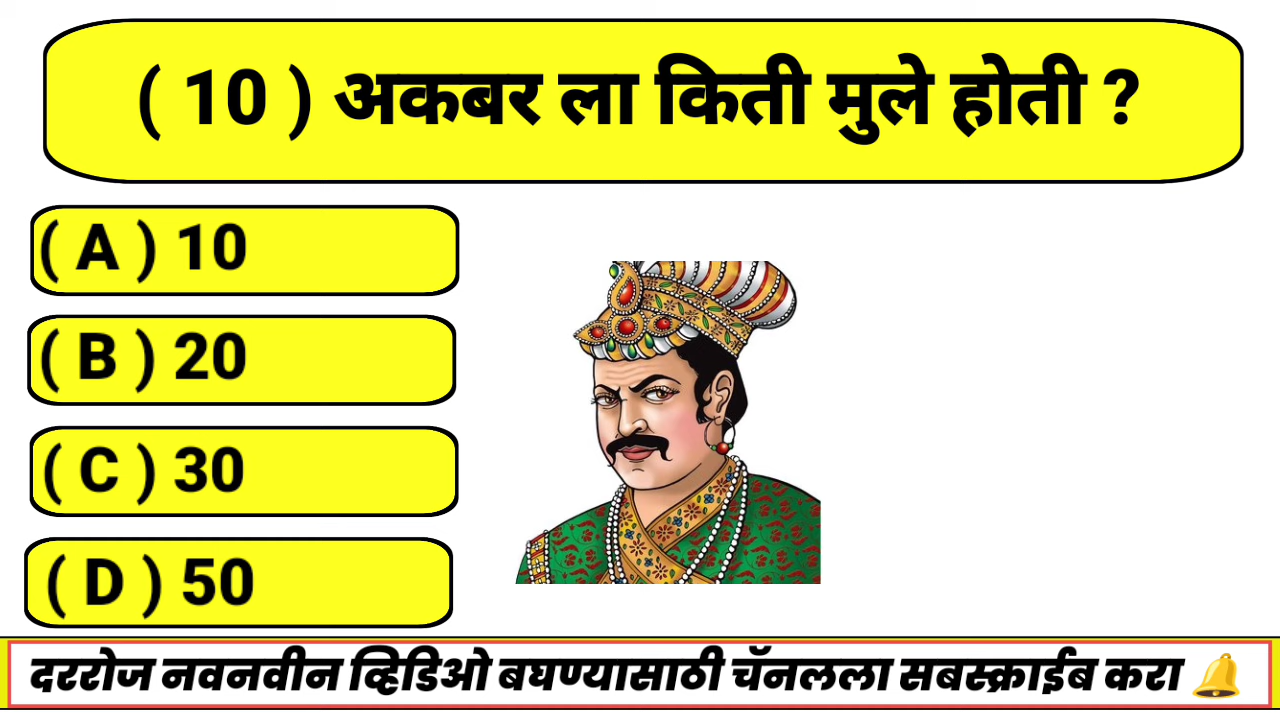 ( 10 ) अकबर ला किती मुले होती ?
( A ) 10
( B ) 20
( C ) 30
( D ) 50
दररोज नवनवीन व्हिडिओ बघण्यासाठी चॅनलला सबस्क्राईब करा 🔔